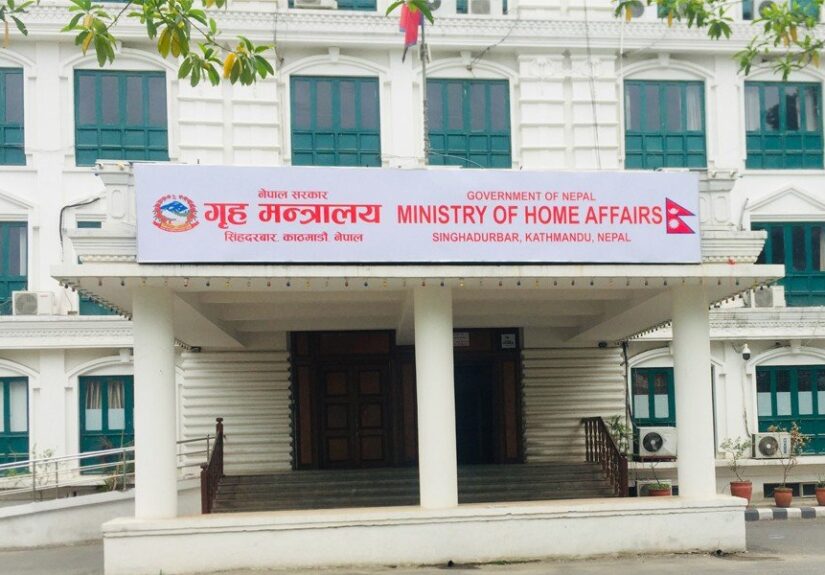 नेपाल सरकार
गृह मन्त्रालय
सिंहदरबार, काठमाडौं, नेपाल
GOVERNMENT OF NEPAL
MINISTRY OF HOME AFFAIRS
SINGHADURBAR, KATHMANDU, NEPAL